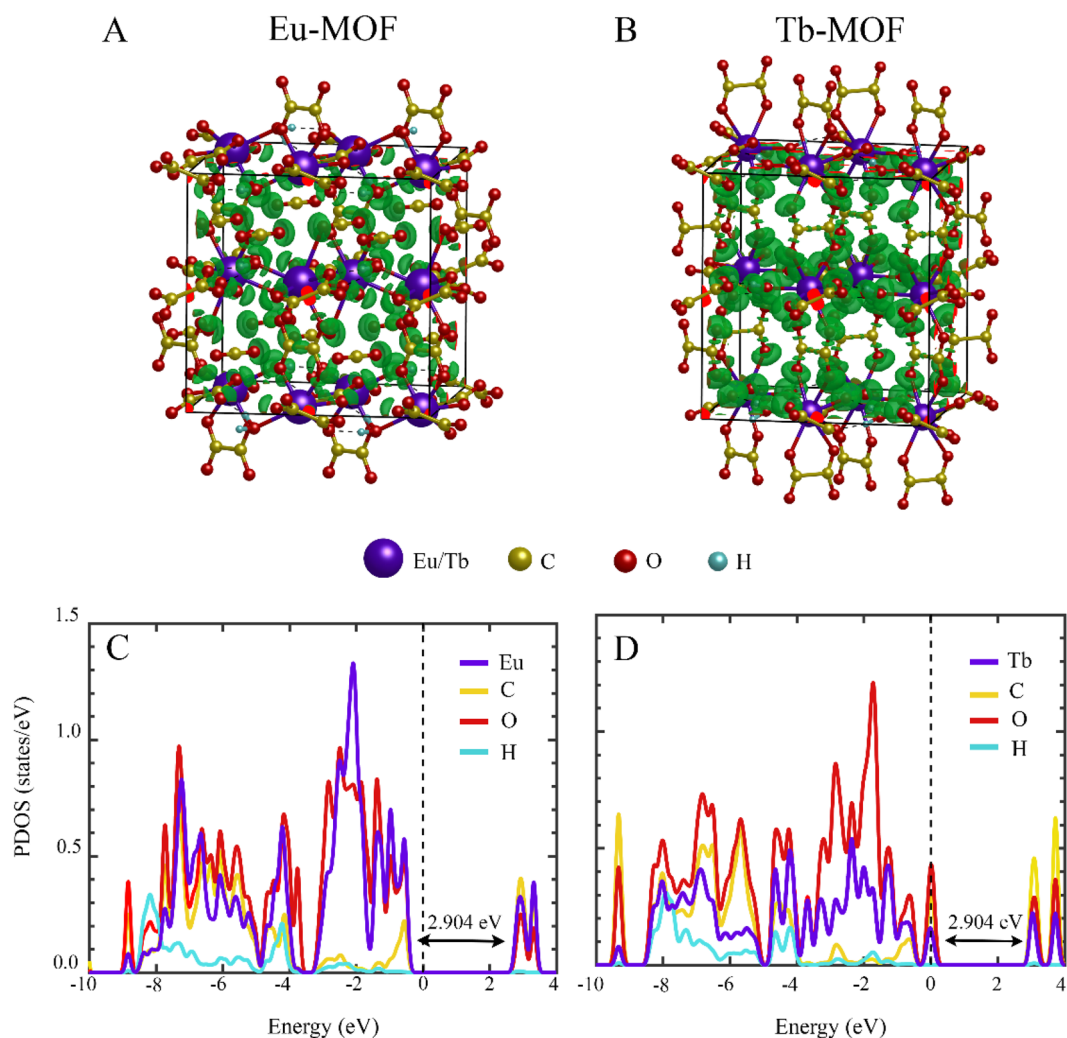 A Eu-MOF B Tb-MOF
Eu/Tb C O H
1.5
1.0
0.5
0.0
PDOS (states/eV)
C
Eu
C
O
H
2.904 eV
-10 -8 -6 -4 -2 0 2 4
Energy (eV)
D
Tb
C
O
H
2.904 eV
-10 -8 -6 -4 -2 0 2 4
Energy (eV)